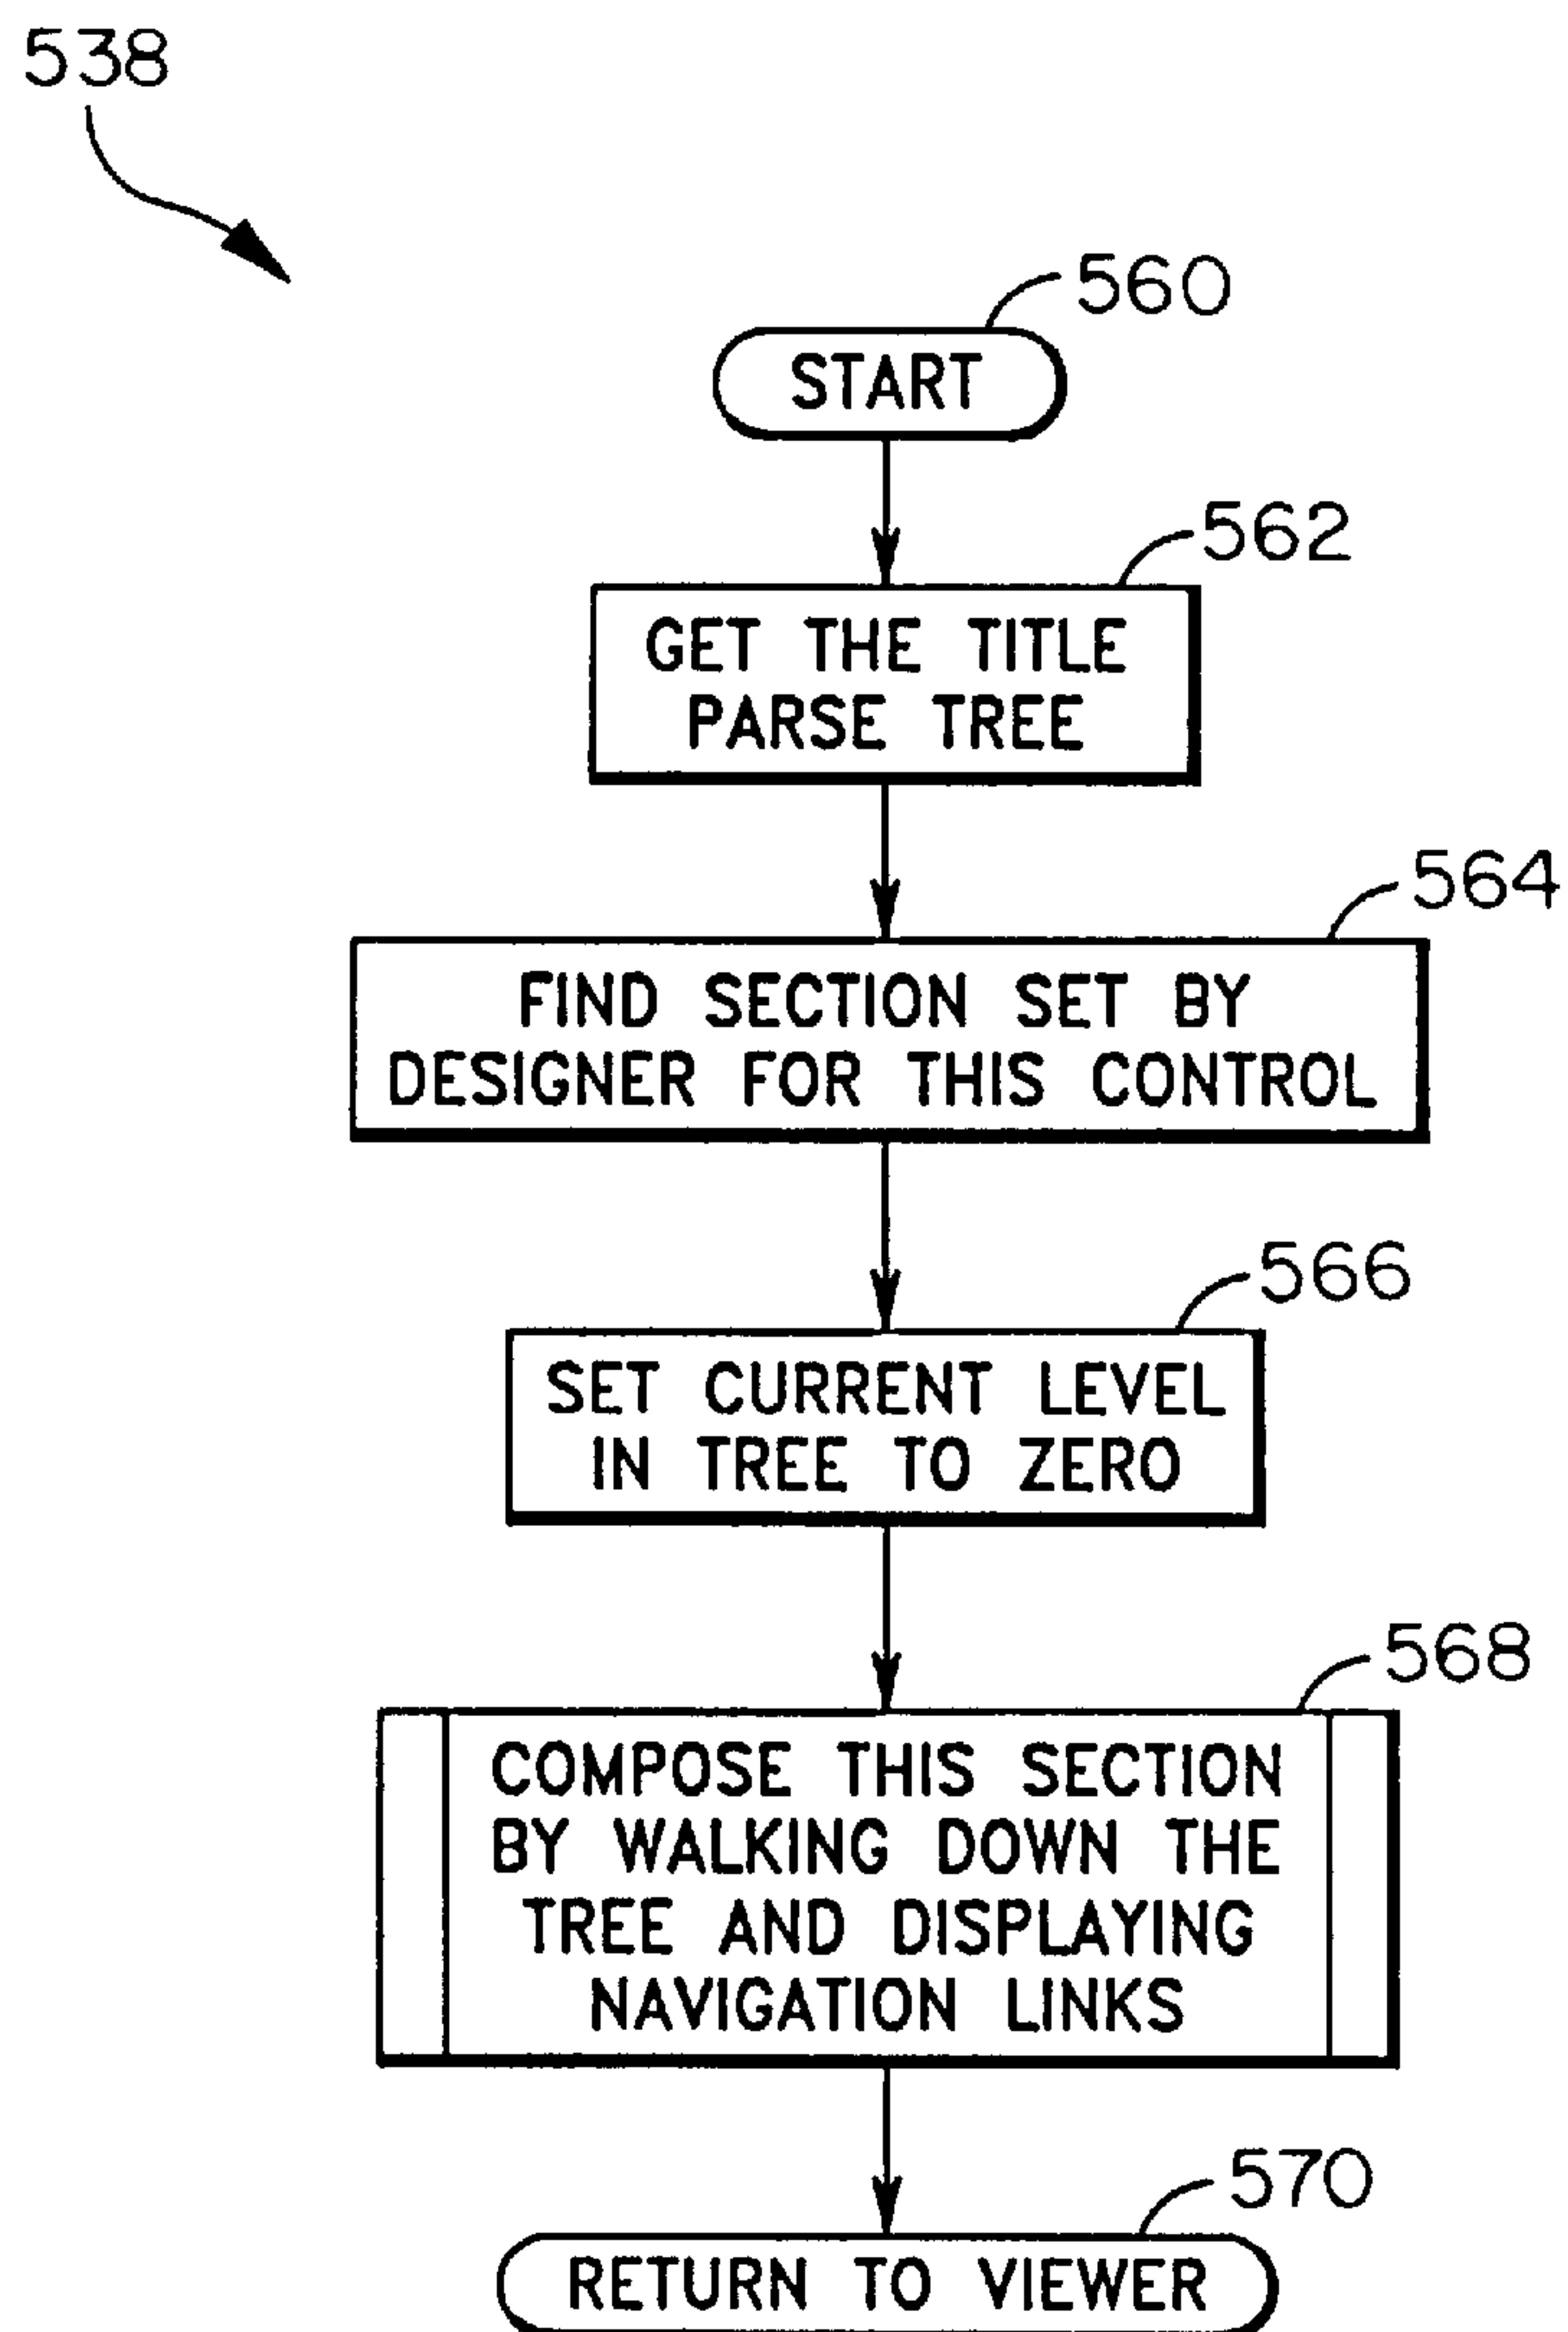 538
560
START
562
GET THE TITLE
PARSE TREE
564
FIND SECTION SET BY
DESIGNER FOR THIS CONTROL
566
SET CURRENT LEVEL
IN TREE TO ZERO
568
COMPOSE THIS SECTION
BY WALKING DOWN THE
TREE AND DISPLAYING
NAVIGATION LINKS
570
RETURN TO VIEWER